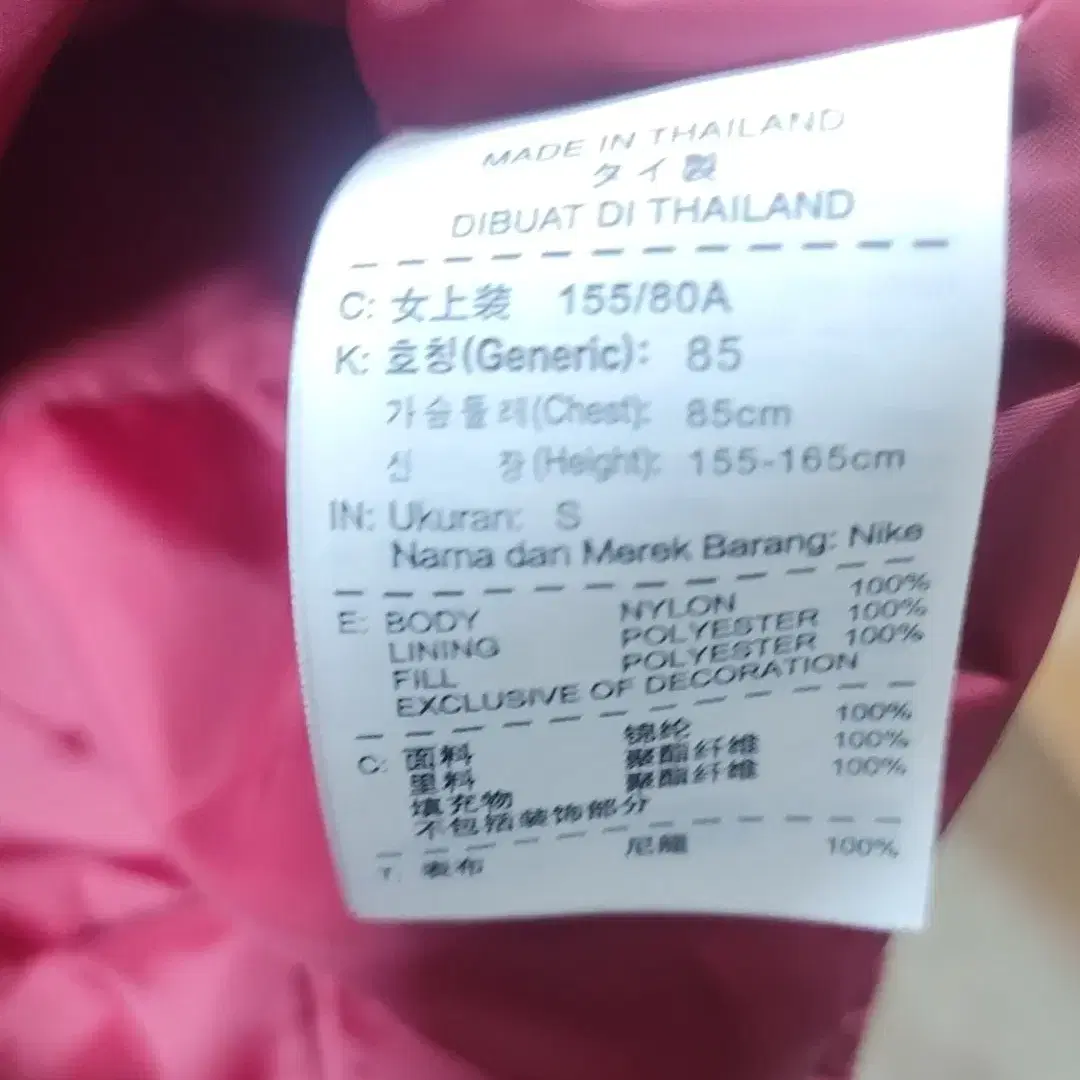 MADE IN THAILAND
タイ製
DIBUAT DI THAILAND
C: 女上装 155/80A
K: 호칭(Generic): 85
가슴둘레(Chest): 85cm
신 장(Height): 155-165cm
IN: Ukuran: S
Nama dan Merek Barang: Nike
E: BODY NYLON 100%
LINING POLYESTER 100%
FILL POLYESTER 100%
EXCLUSIVE OF DECORATION
C: 面料 锦纶 100%
里料 聚酯纤维 100%
填充物 聚酯纤维 100%
不包括装饰部分
T: 表布 尼龍 100%